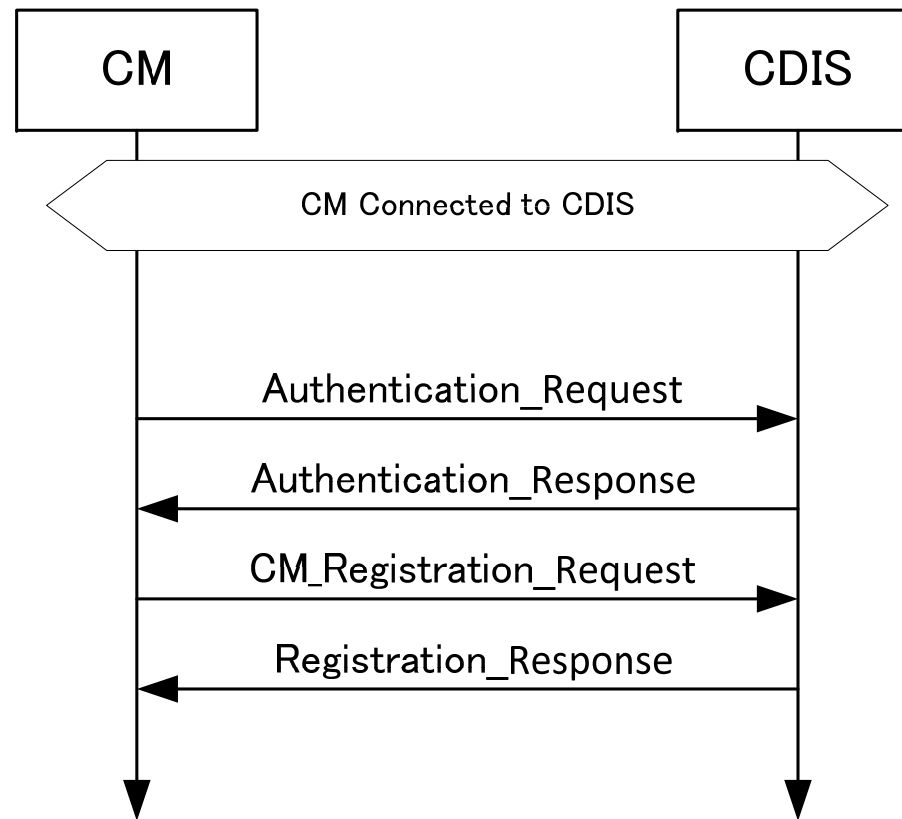 CM
CDIS
CM Connected to CDIS
Authentication_Request
Authentication_Response
CM_Registration_Request
Registration_Response